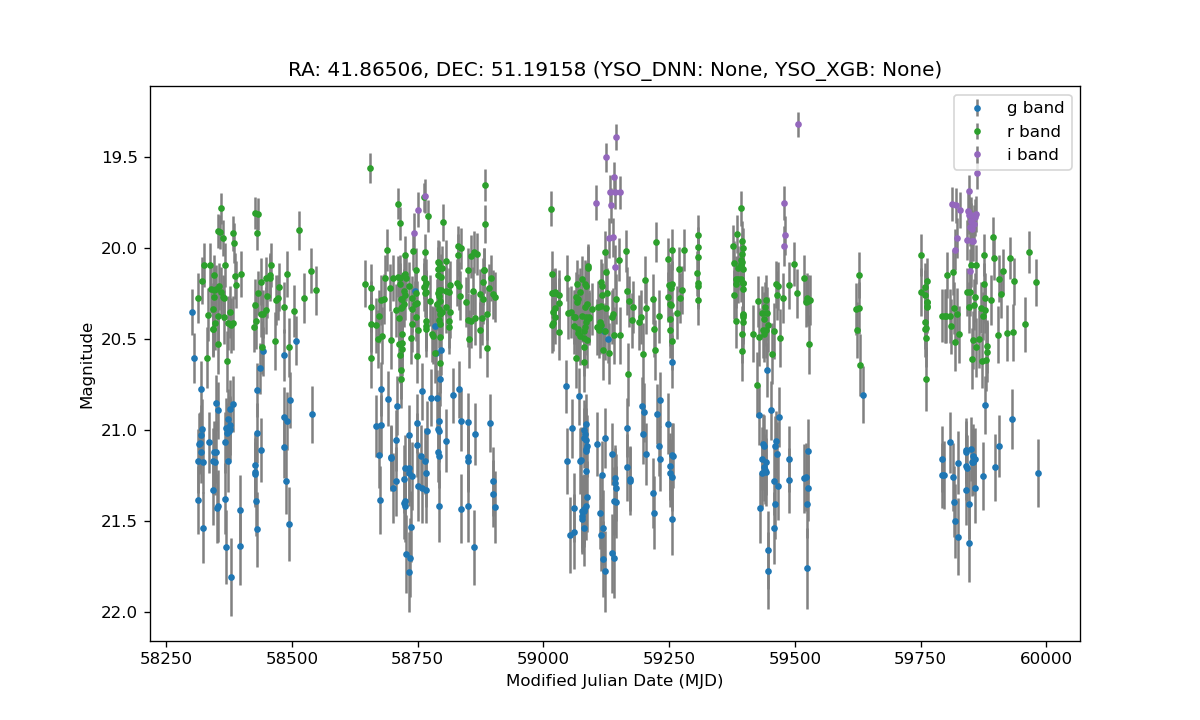 RA: 41.86506, DEC: 51.19158 (YSO_DNN: None, YSO_XGB: None)
g band
r band
i band
19.5
20.0
20.5
21.0
21.5
22.0
Magnitude
58250 58500 58750 59000 59250 59500 59750 60000
Modified Julian Date (MJD)